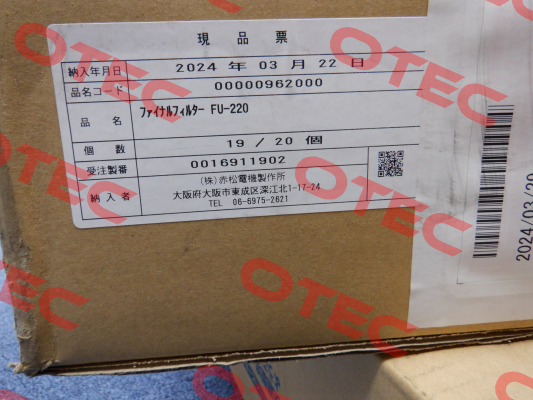 現品票
納入年月日 2024 年 03 月 22 日
品名コード 00000962000
品名 ファイナルフィルター FU-220
個数 19 / 20 個
受注製番 0016911902
納入者 (株)赤松電機製作所
大阪府大阪市東成区深江北1-17-24
TEL 06-6975-2621
2024/03/20
OTEC
OTEC
OTEC
OTEC
OTEC
OTEC